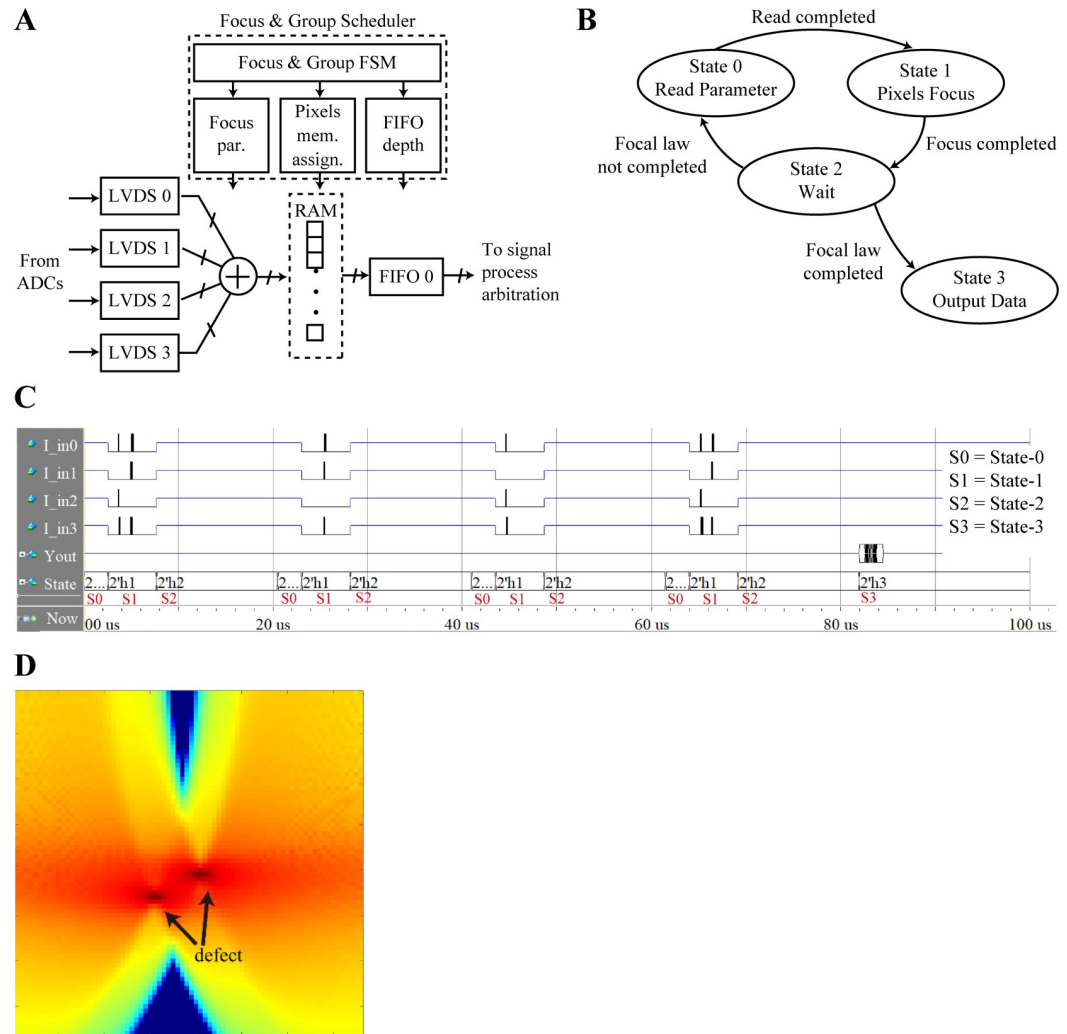 A
Focus & Group Scheduler
Focus & Group FSM
Focus
par.
Pixels
mem.
assign.
FIFO
depth
LVDS 0
LVDS 1
LVDS 2
LVDS 3
From
ADCs
RAM
FIFO 0
To signal
process
arbitration
B
Read completed
State 0
Read Parameter
State 1
Pixels Focus
Focal law
not completed
Focus completed
State 2
Wait
Focal law
completed
State 3
Output Data
C
I_in0
I_in1
I_in2
I_in3
Yout
State
Now
S0 = State-0
S1 = State-1
S2 = State-2
S3 = State-3
2... 2'h1 2'h2 2... 2'h1 2'h2 2... 2'h1 2'h2 2... 2'h1 2'h2 2'h3
S0 S1 S2 S0 S1 S2 S0 S1 S2 S0 S1 S2 S3
00 us 20 us 40 us 60 us 80 us 100 us
D
defect